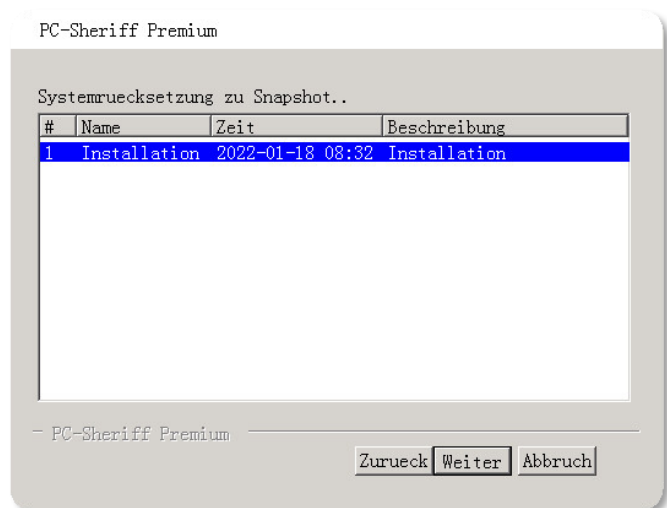 PC-Sheriff Premium
Systemruecksetzung zu Snapshot..
# Name Zeit Beschreibung
1 Installation 2022-01-18 08:32 Installation
PC-Sheriff Premium
Zurueck Weiter Abbruch